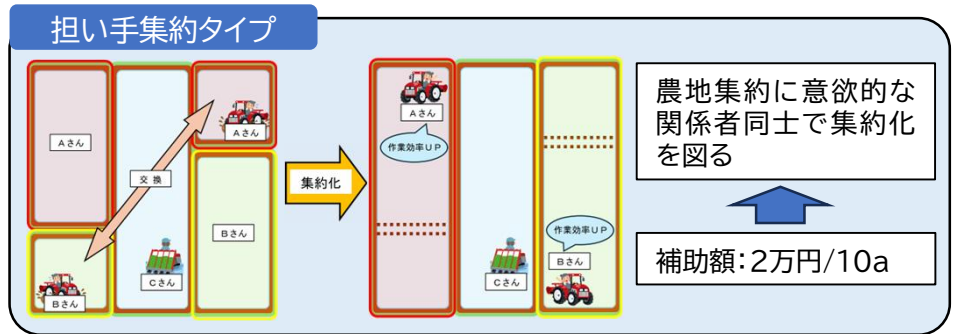 担い手集約タイプ
Aさん
Aさん
交換
Bさん
Cさん
Bさん
集約化
Aさん
作業効率UP
作業効率UP
Bさん
Cさん
農地集約に意欲的な
関係者同士で集約化
を図る
補助額:2万円/10a